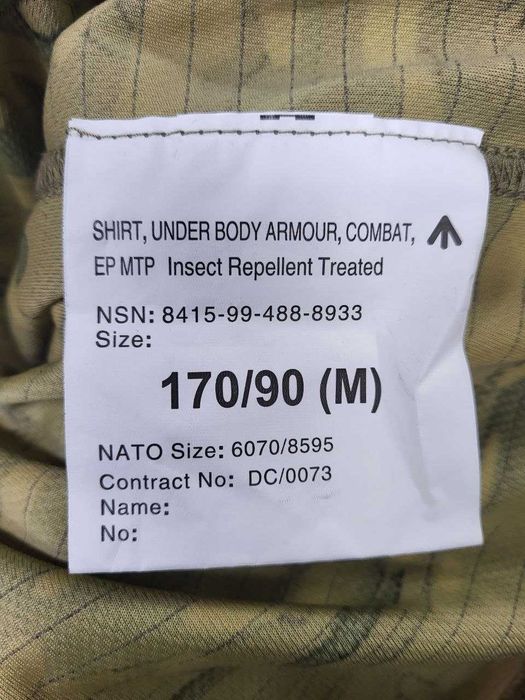 SHIRT, UNDER BODY ARMOUR, COMBAT,
EP MTP Insect Repellent Treated
NSN: 8415-99-488-8933
Size:
170/90 (M)
NATO Size: 6070/8595
Contract No: DC/0073
Name:
No: